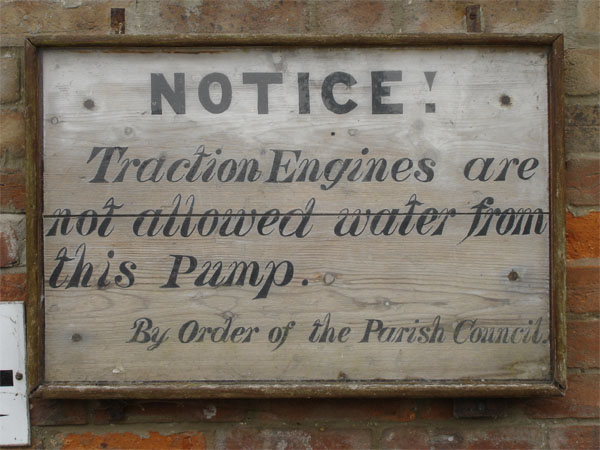 NOTICE!
Traction Engines are
not allowed water from
this Pump.
By Order of the Parish Council.